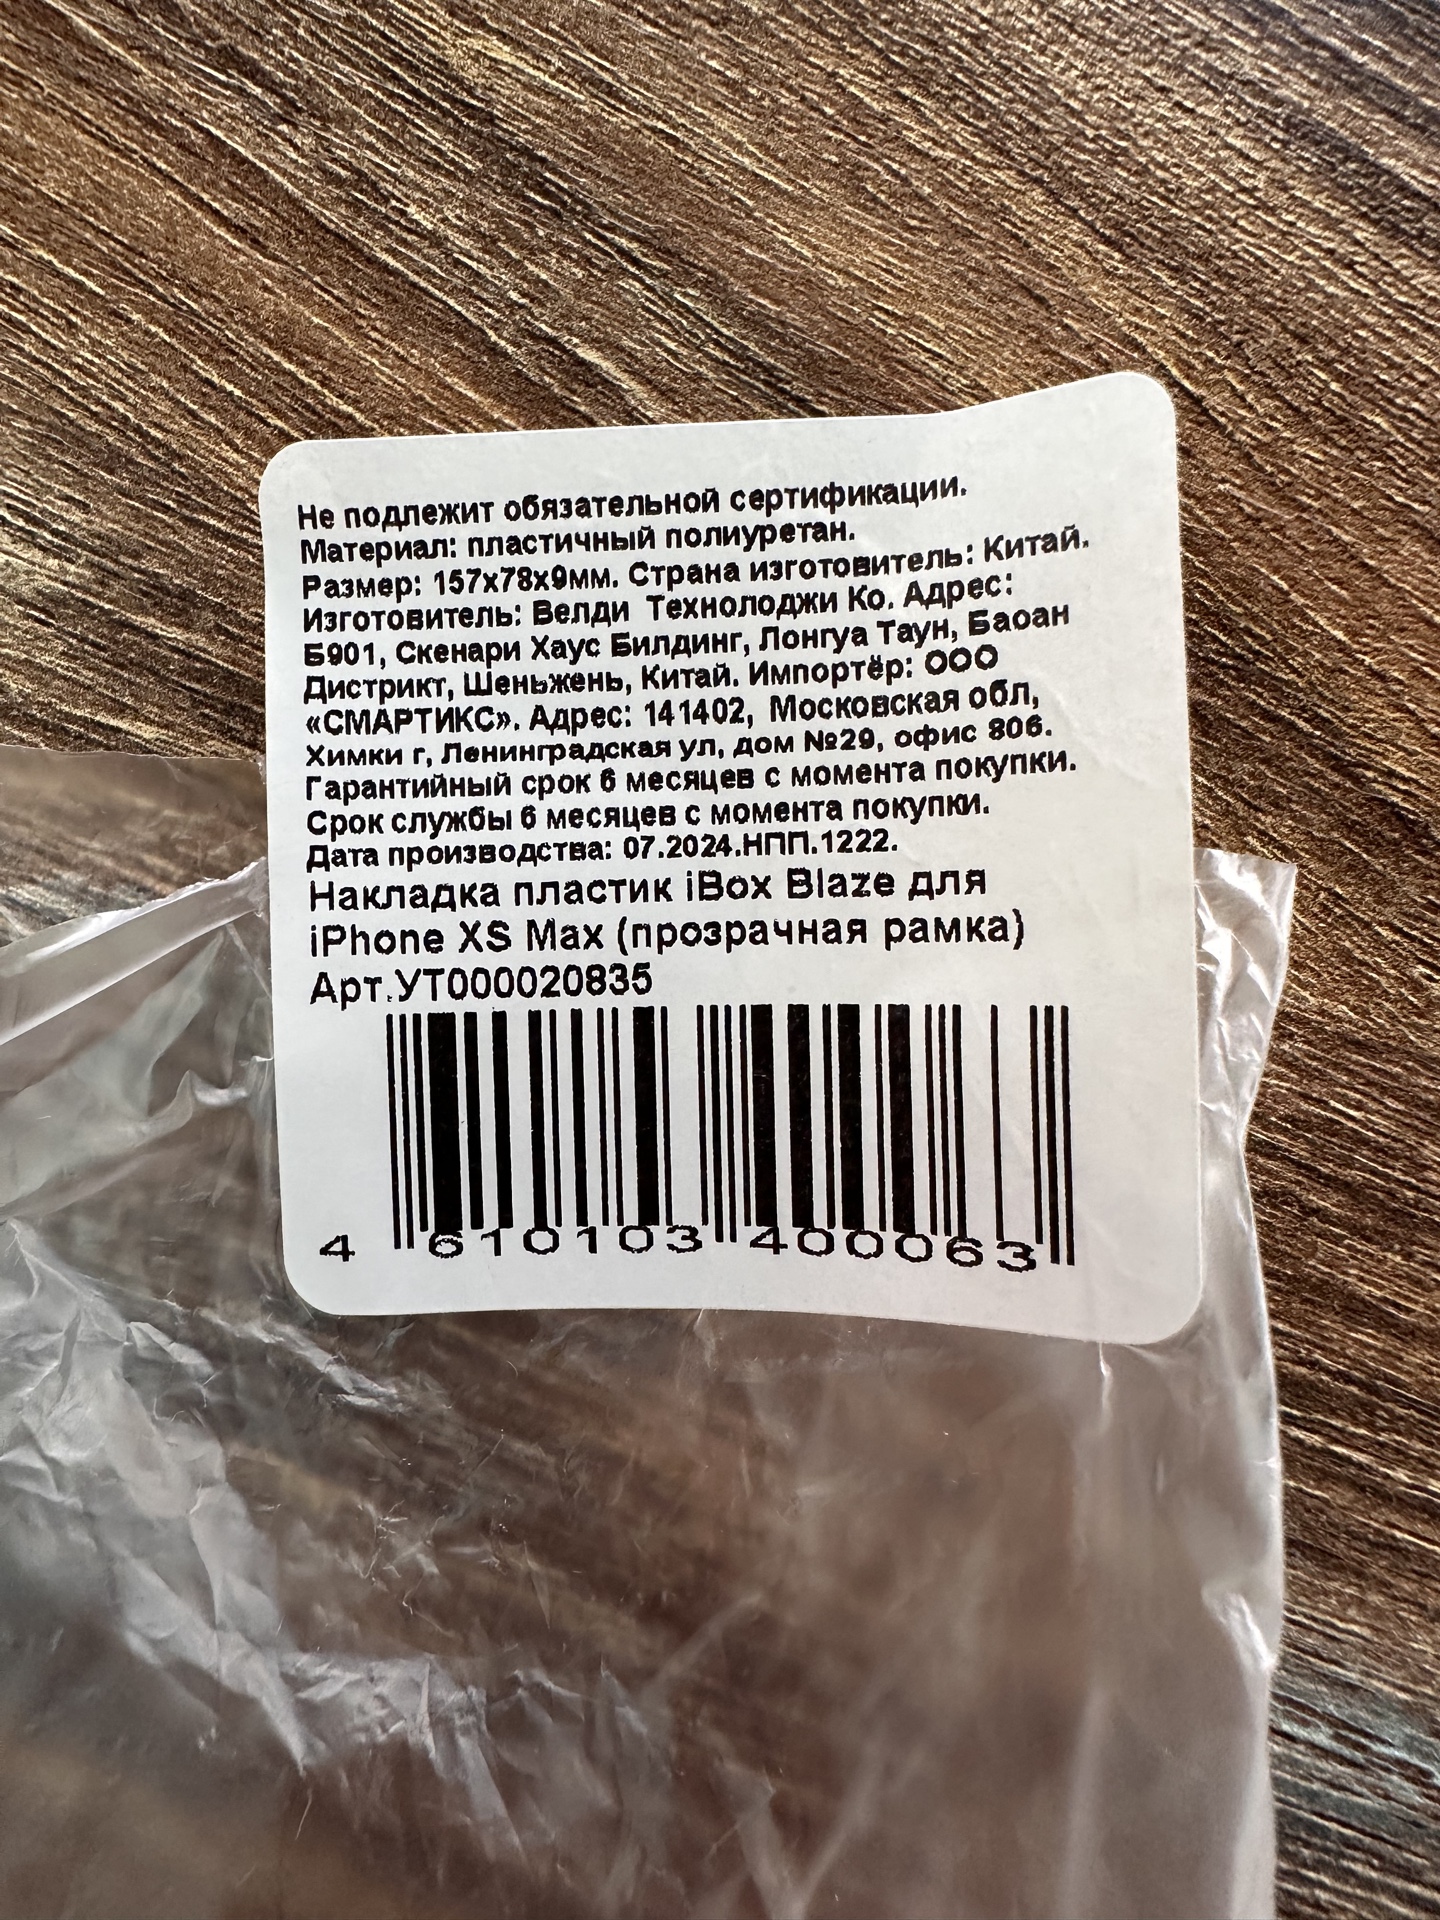 Не подлежит обязательной сертификации.
Материал: пластичный полиуретан.
Размер: 157х78х9мм. Страна изготовитель: Китай.
Изготовитель: Велди Технолоджи Ко. Адрес:
Б901, Скенари Хаус Билдинг, Лонгуа Таун, Баоан
Дистрикт, Шеньжень, Китай. Импортёр: ООО
«СМАРТИКС». Адрес: 141402, Московская обл,
Химки г, Ленинградская ул, дом №29, офис 806.
Гарантийный срок 6 месяцев с момента покупки.
Срок службы 6 месяцев с момента покупки.
Дата производства: 07.2024.НПП.1222.
Накладка пластик iBox Blaze для
iPhone XS Max (прозрачная рамка)
Арт.УТ000020835
4 610103 400063